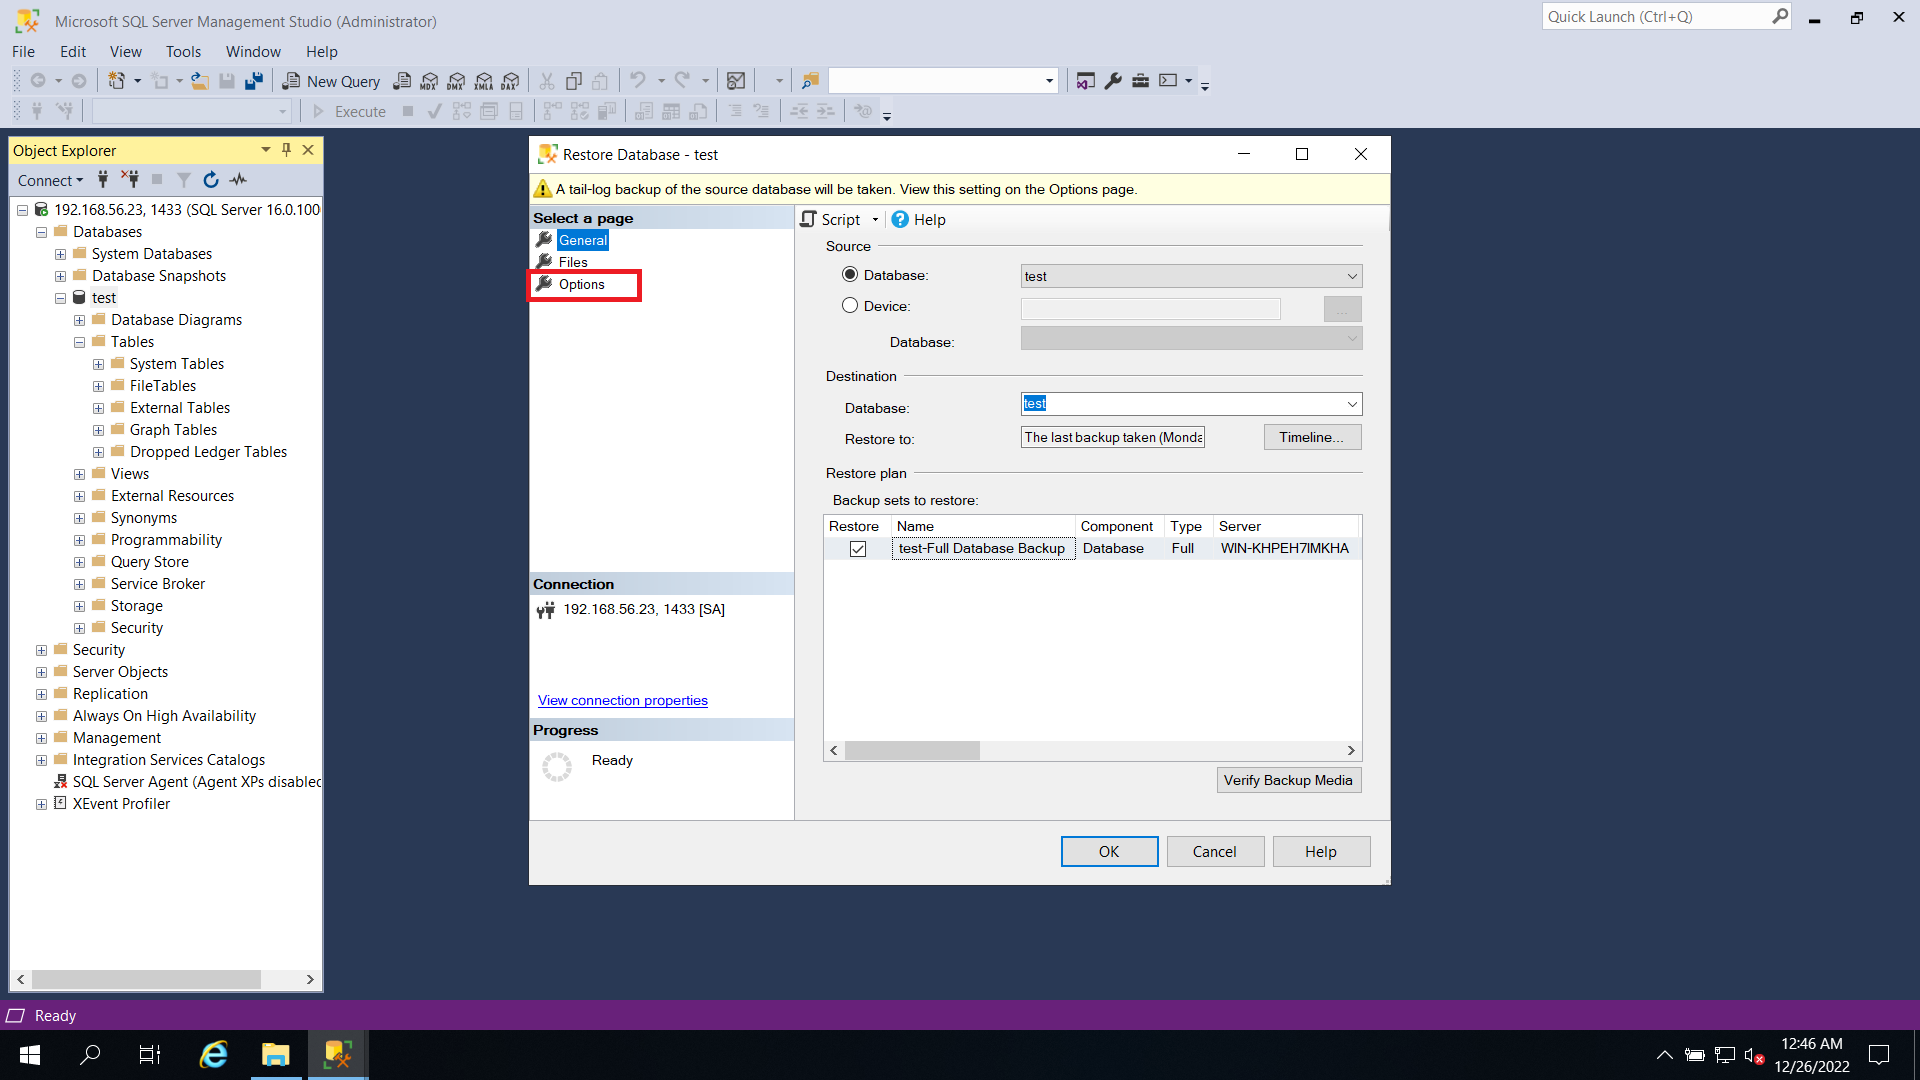 Microsoft SQL Server Management Studio (Administrator)
Quick Launch (Ctrl+Q)
File Edit View Tools Window Help
New Query
MDX DMX XMLA DAX
Execute
Object Explorer
Connect
192.168.56.23, 1433 (SQL Server 16.0.100
Databases
System Databases
Database Snapshots
test
Database Diagrams
Tables
System Tables
FileTables
External Tables
Graph Tables
Dropped Ledger Tables
Views
External Resources
Synonyms
Programmability
Query Store
Service Broker
Storage
Security
Security
Server Objects
Replication
Always On High Availability
Management
Integration Services Catalogs
SQL Server Agent (Agent XPs disabled
XEvent Profiler
Restore Database - test
A tail-log backup of the source database will be taken. View this setting on the Options page.
Select a page
General
Files
Options
Connection
192.168.56.23, 1433 [SA]
View connection properties
Progress
Ready
Script Help
Source
Database: test
Device: ...
Database:
Destination
Database: test
Restore to: The last backup taken (Monda Timeline...
Restore plan
Backup sets to restore:
Restore Name Component Type Server
test-Full Database Backup Database Full WIN-KHPEH7IMKHA
Verify Backup Media
OK Cancel Help
Ready
12:46 AM
12/26/2022